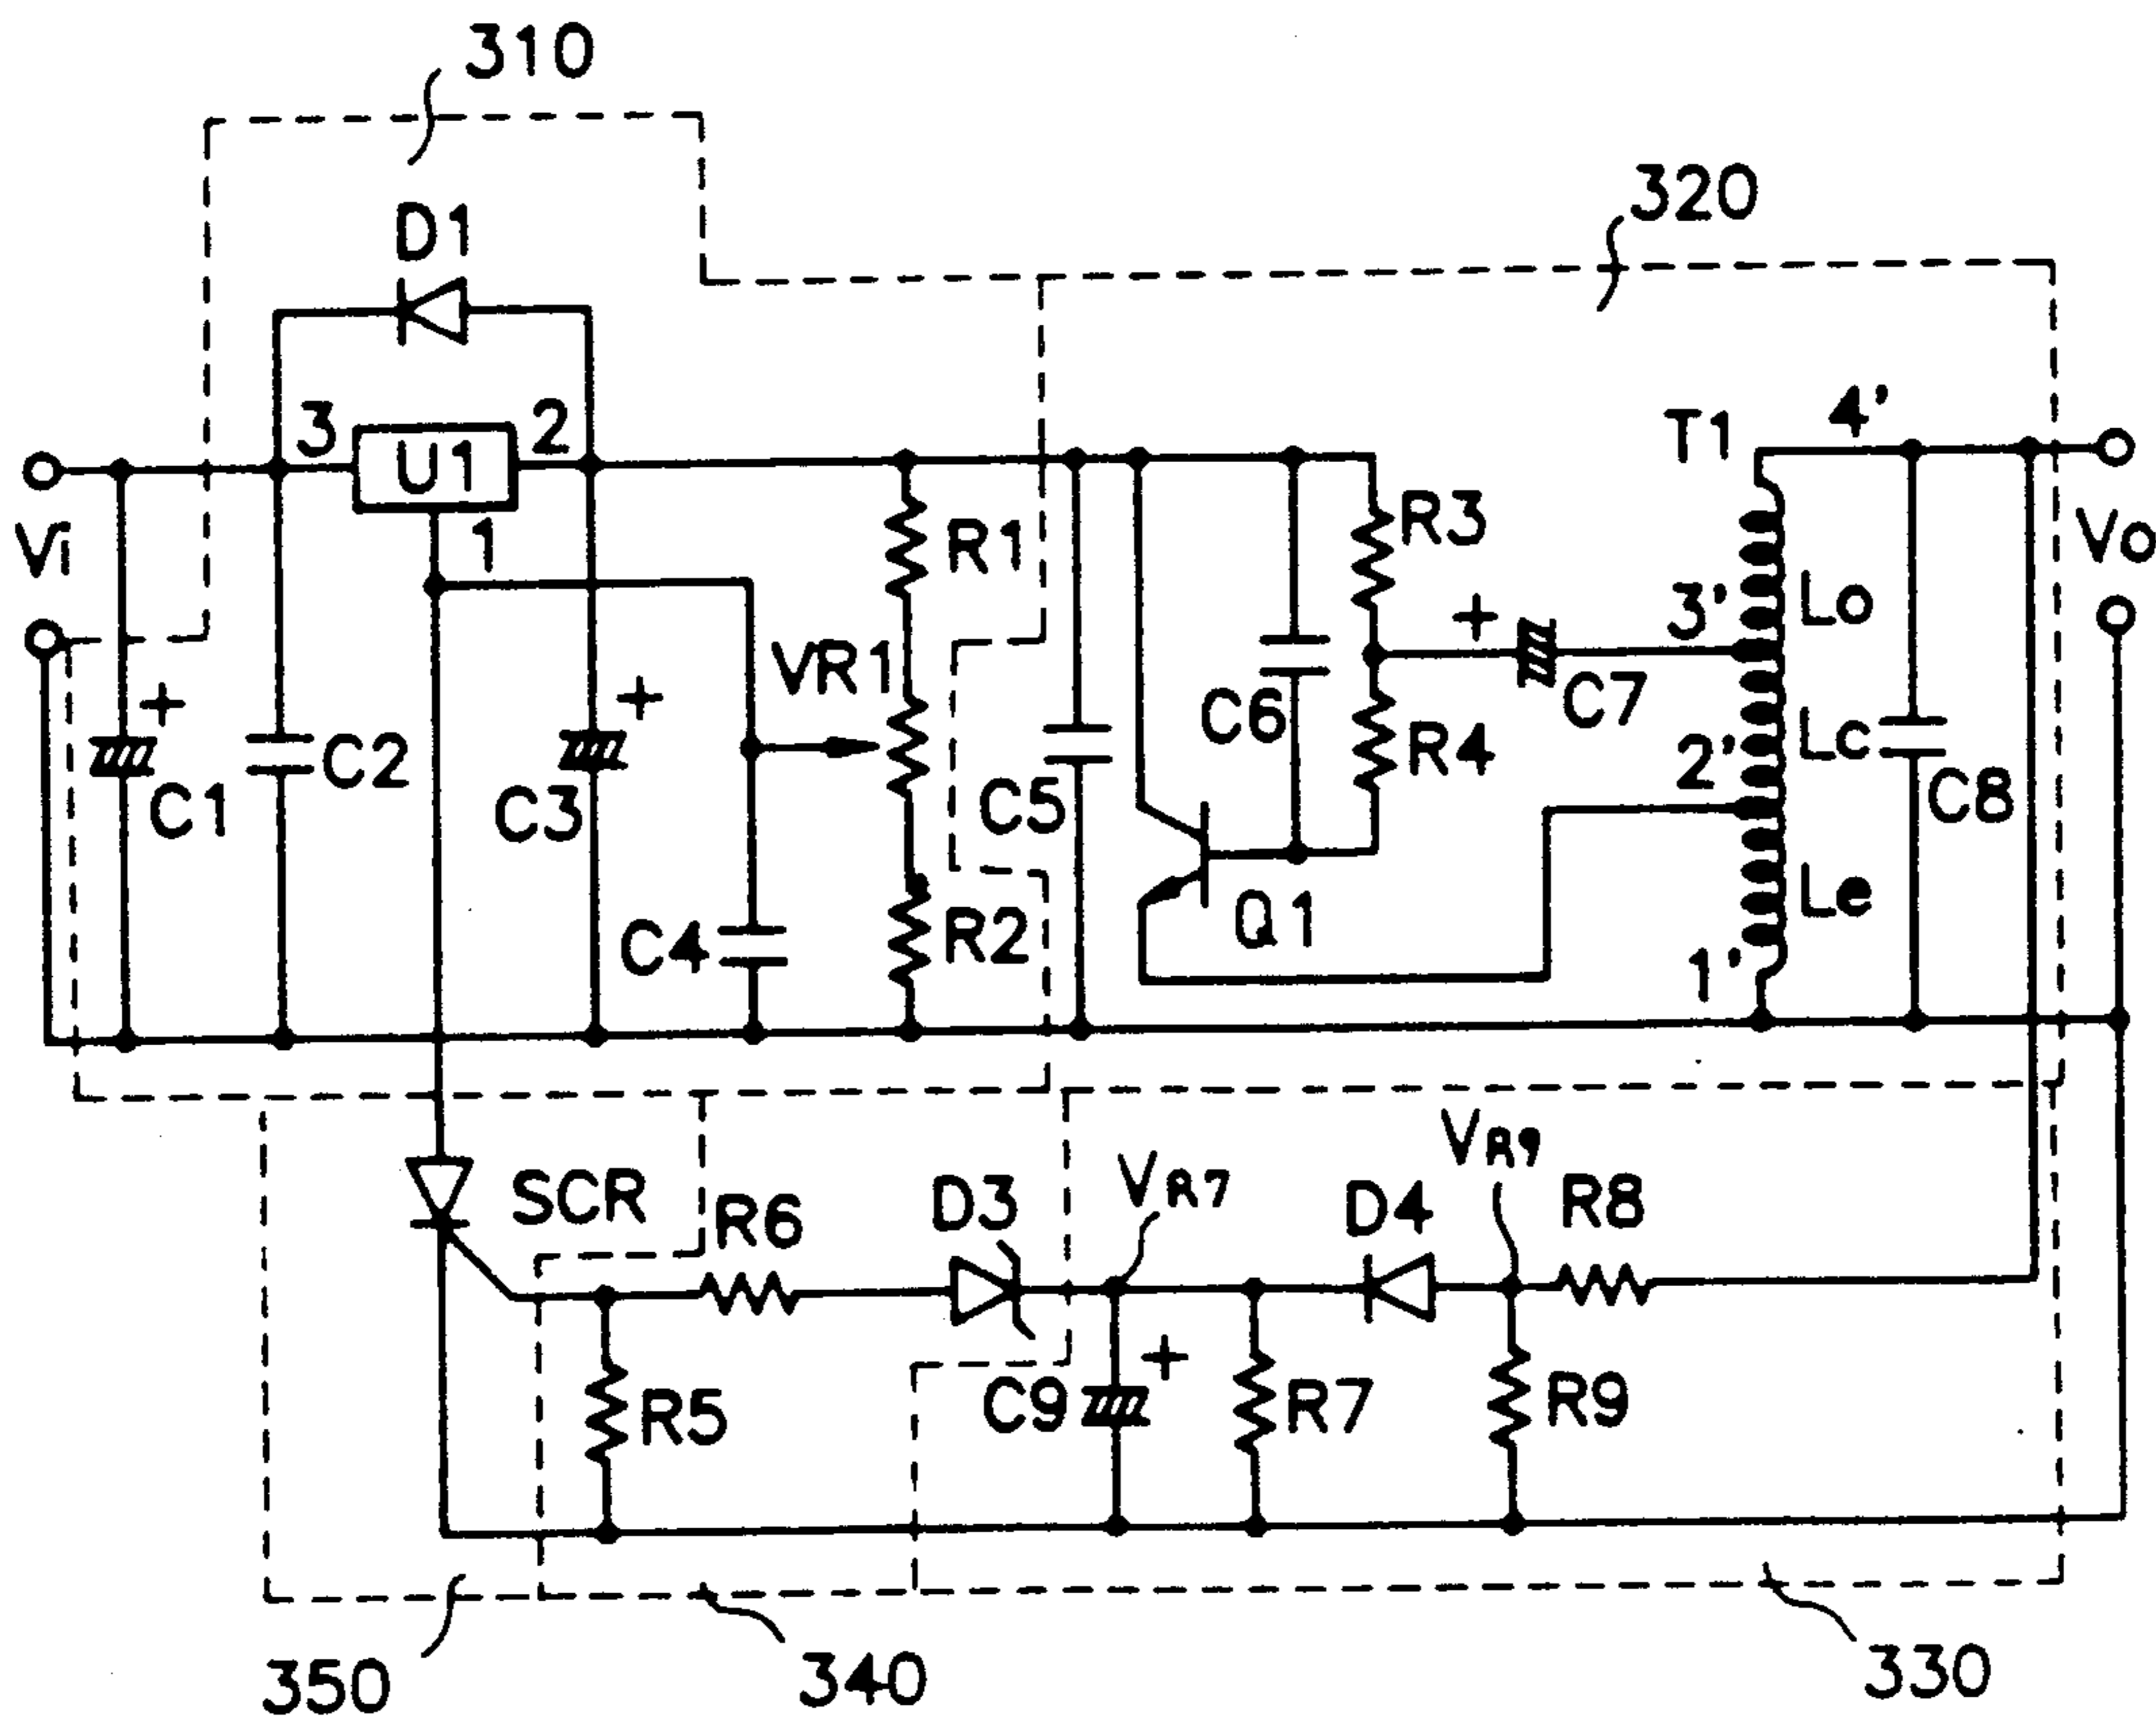 310
320
D1
3
U1
2
1
T1
4'
Vi
Vo
R1
R3
+
3'
Lo
VR1
+
+
C6
C7
R4
2'
Lc
C2
C1
C3
C5
C8
C4
R2
Q1
Le
1'
SCR
R6
D3
VR7
D4
VR9
R8
+
R5
C9
R7
R9
350
340
330